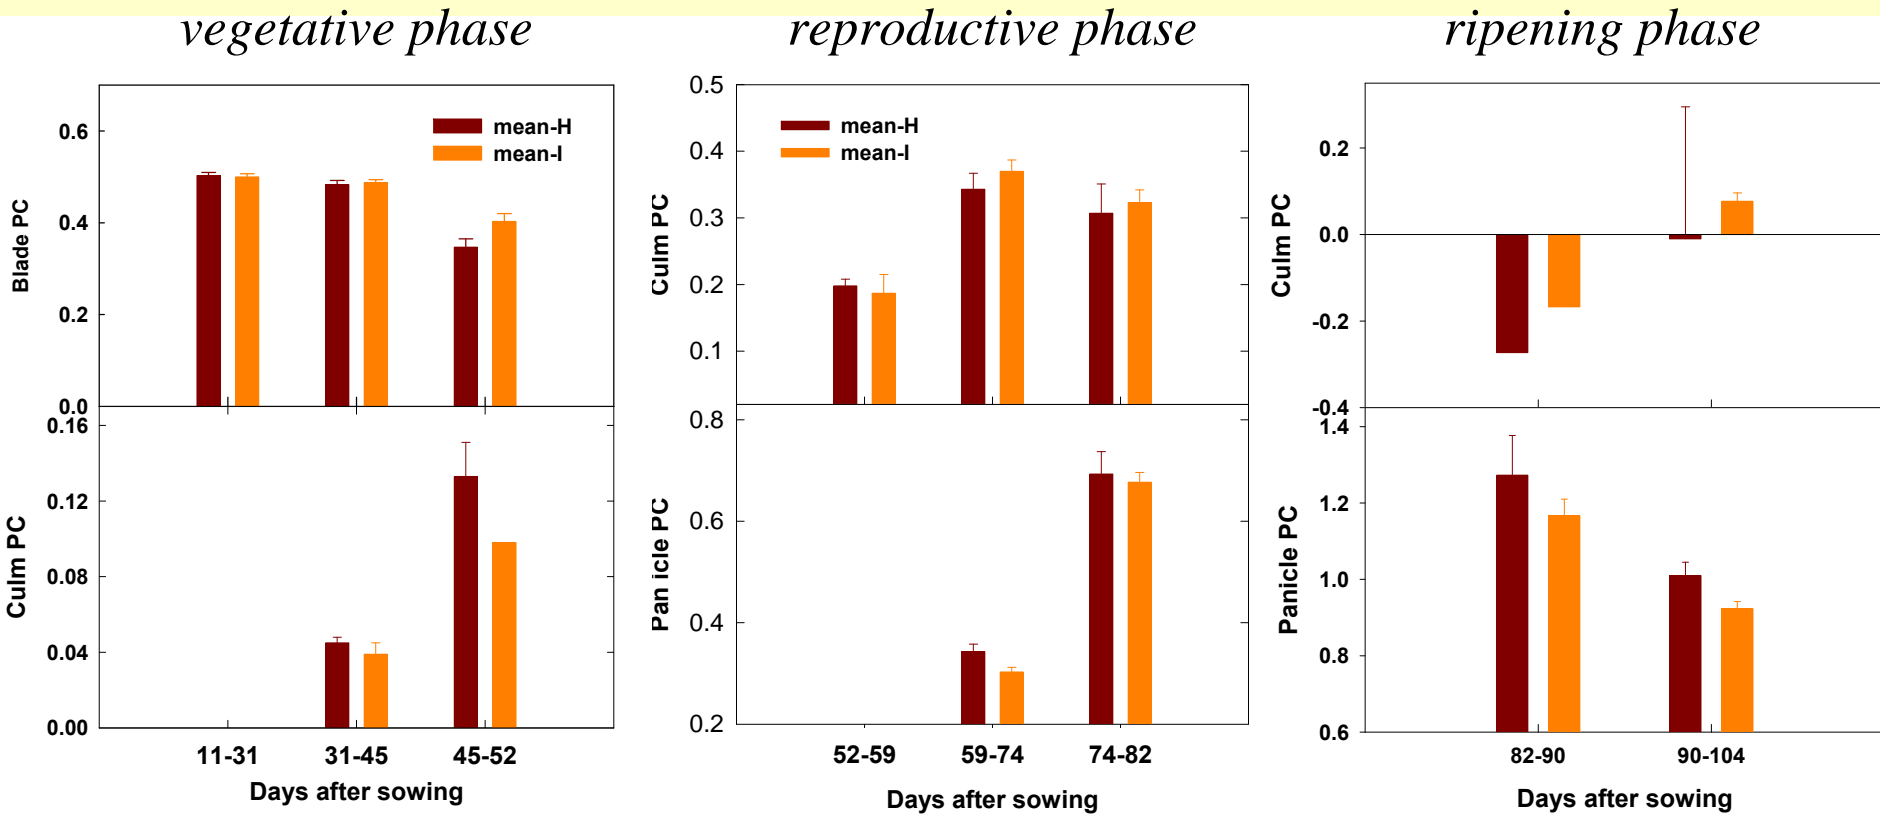 vegetative phase
reproductive phase
ripening phase
0.6
0.4
0.2
0.0
Blade PC
mean-H
mean-I
0.16
0.12
0.08
0.04
0.00
Culm PC
11-31 31-45 45-52
Days after sowing
0.5
0.4
0.3
0.2
0.1
Culm PC
mean-H
mean-I
0.8
0.6
0.4
0.2
Pan icle PC
52-59 59-74 74-82
Days after sowing
0.2
0.0
-0.2
-0.4
Culm PC
1.4
1.2
1.0
0.8
0.6
Panicle PC
82-90 90-104
Days after sowing